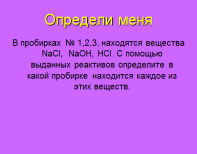 Определи меня
В пробирках № 1,2,3, находятся вещества
NaCl, NaOH, HCl С помощью
выданных реактивов определите в
какой пробирке находится каждое из
этих веществ.